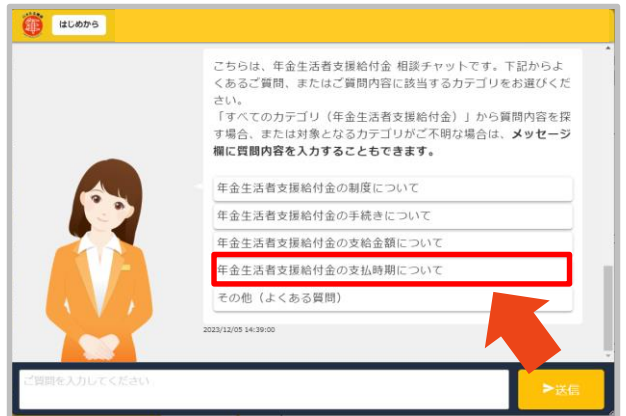 年
はじめから
こちらは、年金生活者支援給付金 相談チャットです。下記からよ
くあるご質問、またはご質問内容に該当するカテゴリをお選びくだ
さい。
「すべてのカテゴリ（年金生活者支援給付金）」から質問内容を探
す場合、または対象となるカテゴリがご不明な場合は、メッセージ
欄に質問内容を入力することもできます。
年金生活者支援給付金の制度について
年金生活者支援給付金の手続きについて
年金生活者支援給付金の支給金額について
年金生活者支援給付金の支払時期について
その他（よくある質問）
2023/12/05 14:39:00
ご質問を入力してください
送信